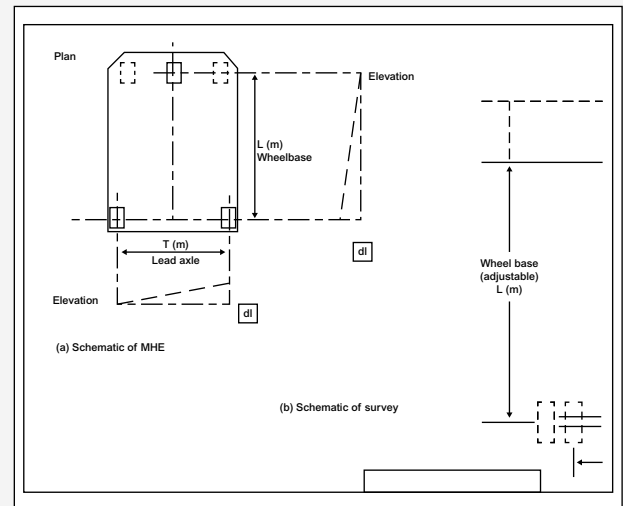 Plan
Elevation
L (m)
Wheelbase
dl
T (m)
Lead axle
Elevation
dl
(a) Schematic of MHE
Wheel base
(adjustable)
L (m)
(b) Schematic of survey